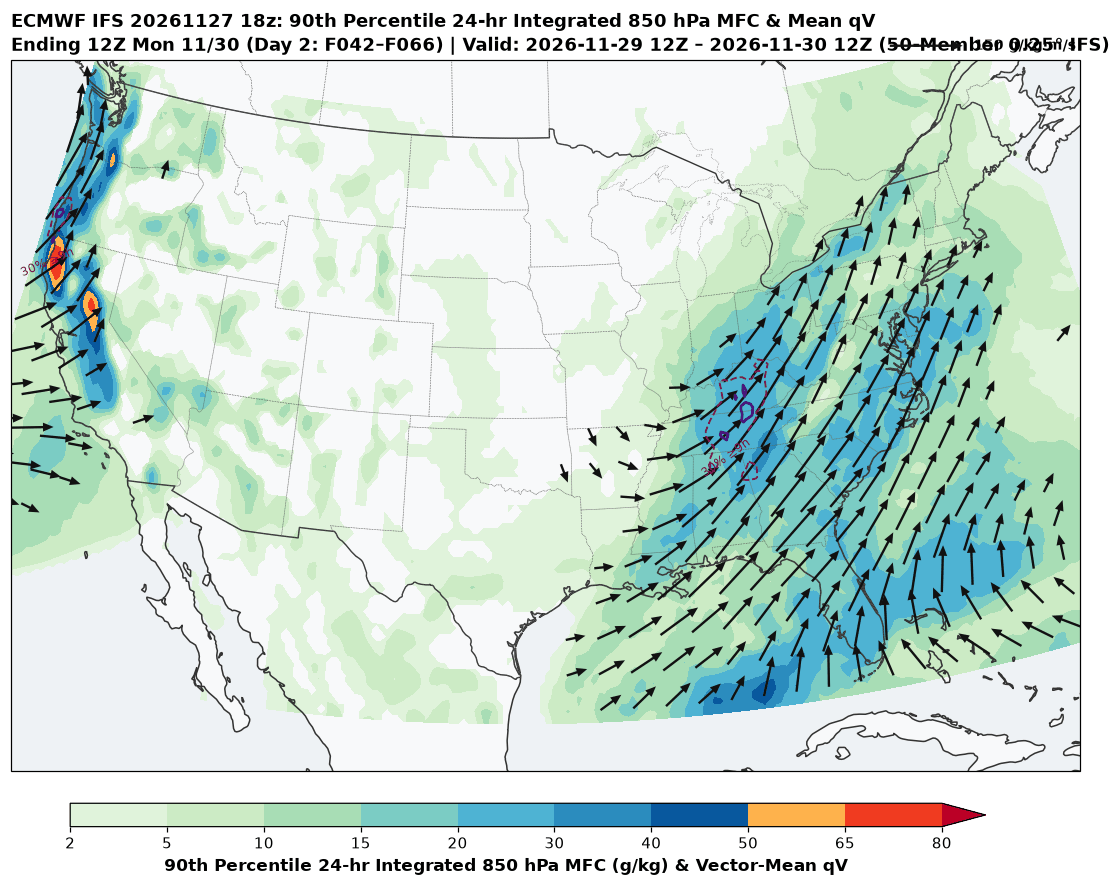 ECMWF IFS 20261127 18z: 90th Percentile 24-hr Integrated 850 hPa MFC & Mean qV
Ending 12Z Mon 11/30 (Day 2: F042–F066) | Valid: 2026-11-29 12Z – 2026-11-30 12Z (50-Member 0.25° IFS)
150 g/kg·m/s
30%
30%
2 5 10 15 20 30 40 50 65 80
90th Percentile 24-hr Integrated 850 hPa MFC (g/kg) & Vector-Mean qV